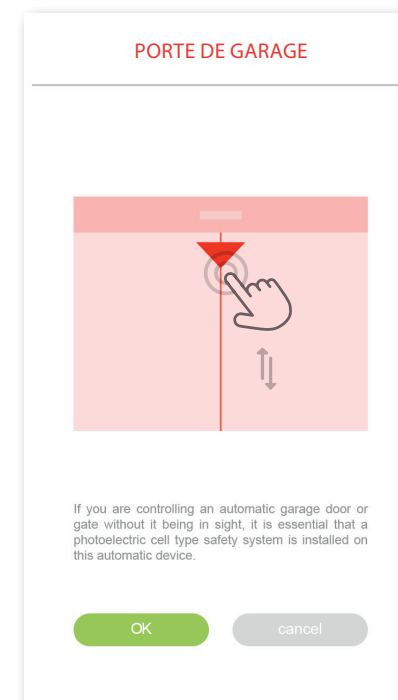 PORTE DE GARAGE
If you are controlling an automatic garage door or
gate without it being in sight, it is essential that a
photoelectric cell type safety system is installed on
this automatic device.
OK
cancel